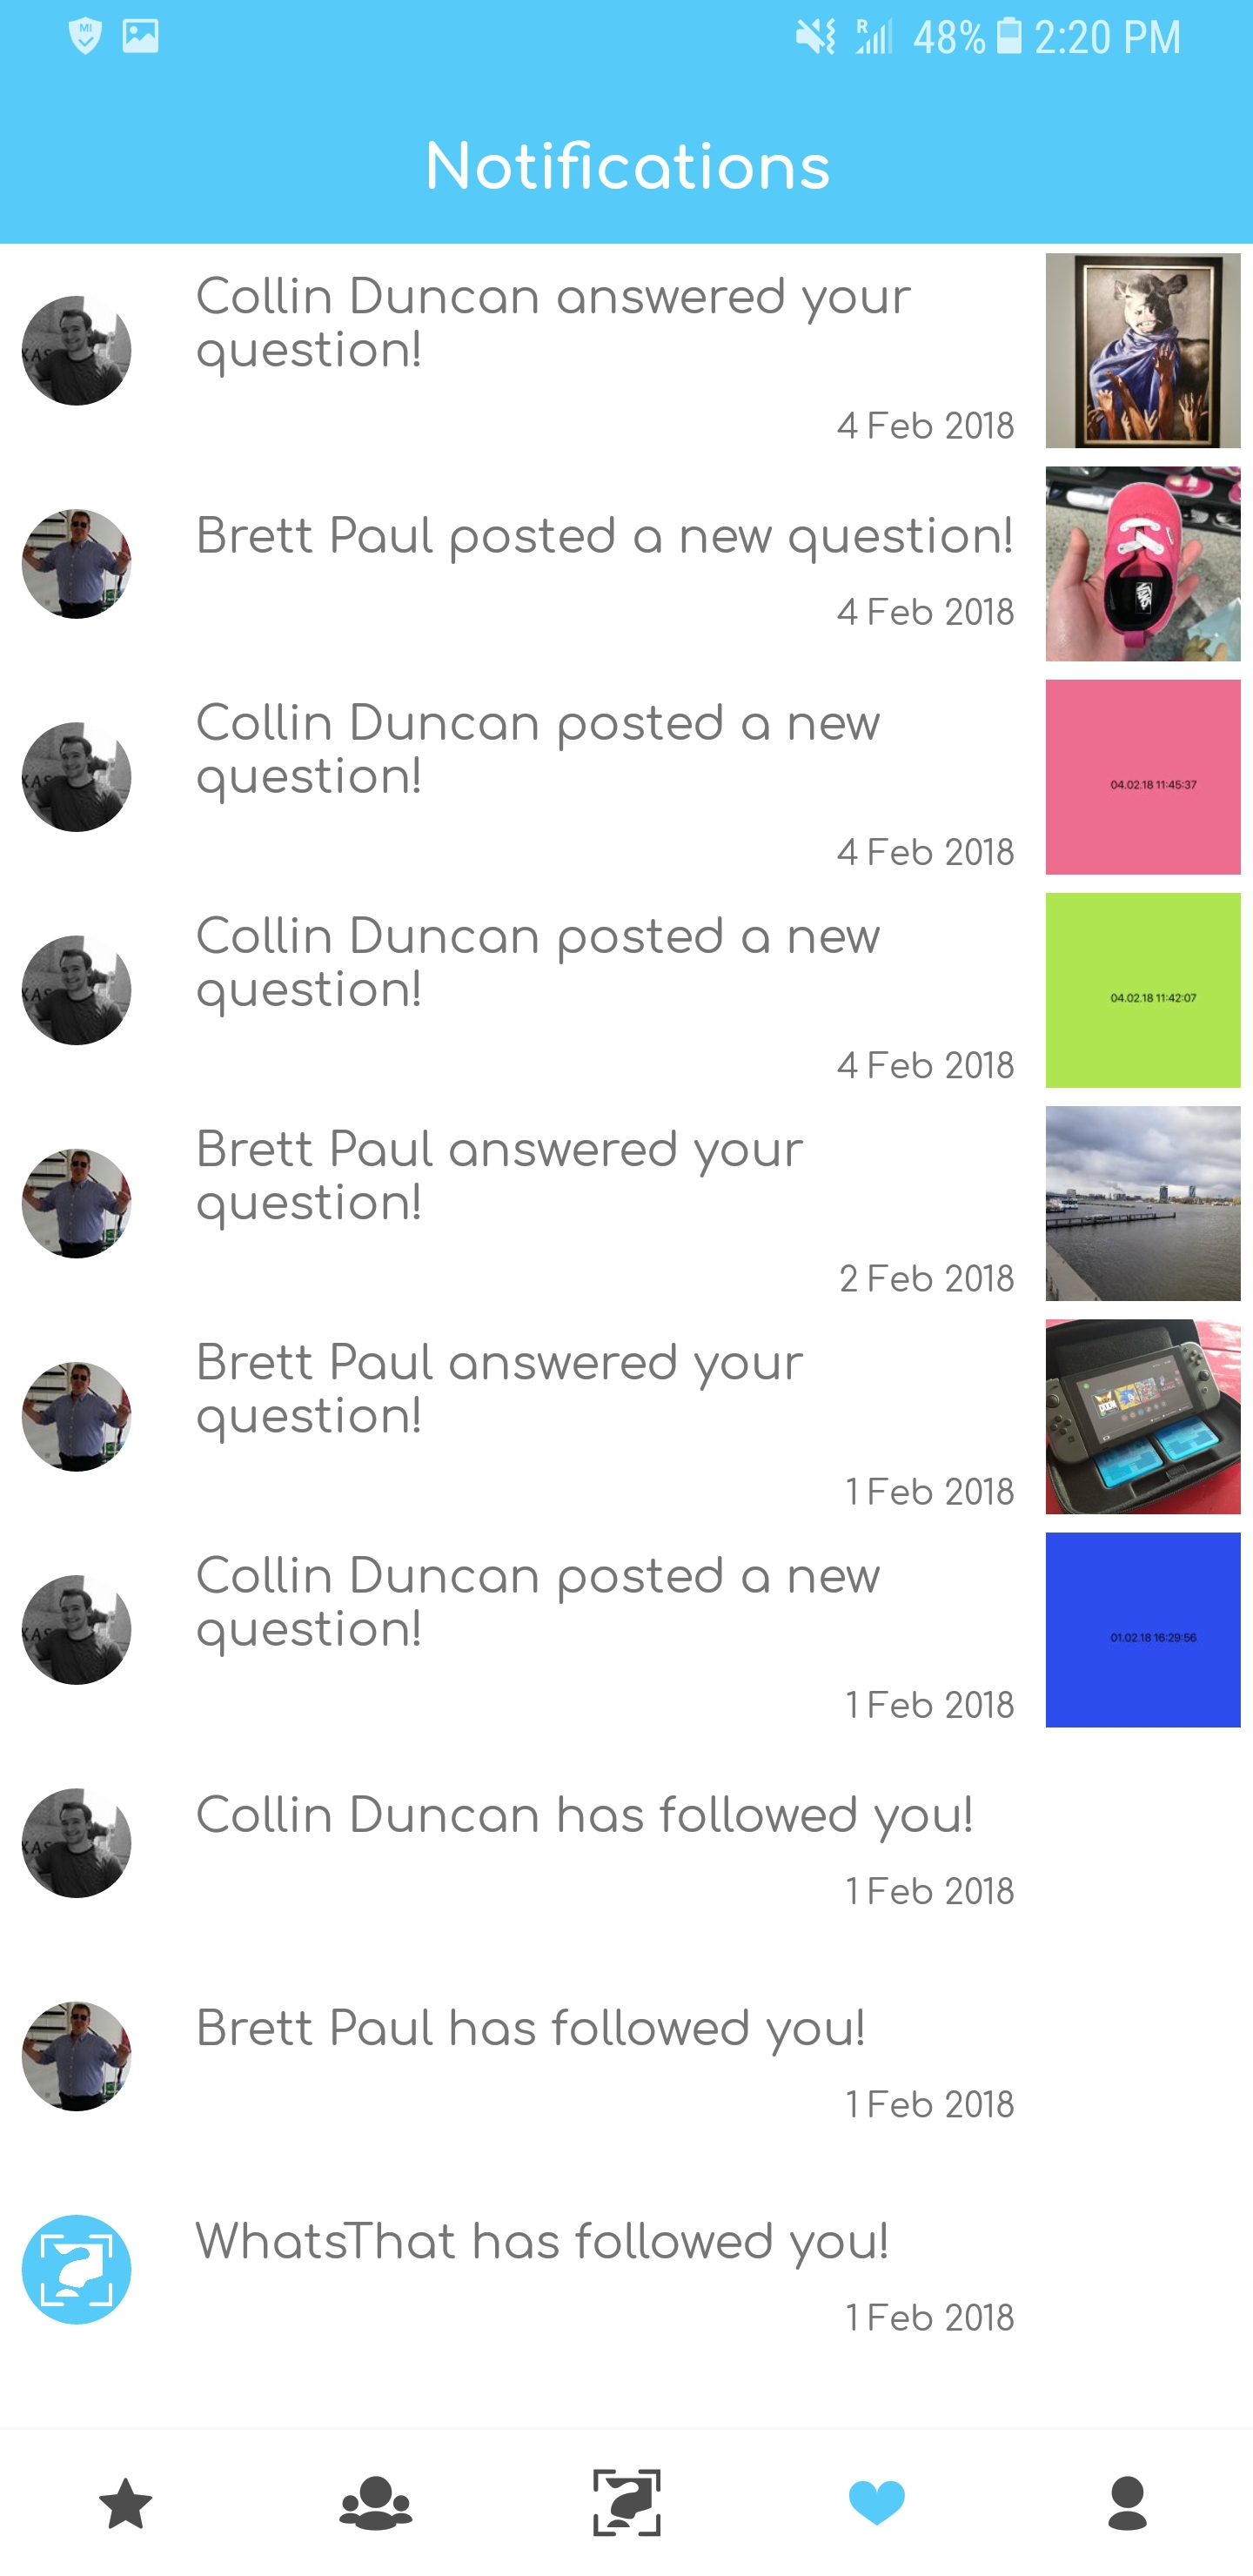 MI
R 48% 2:20 PM
Notifications
Collin Duncan answered your
question!
4 Feb 2018
Brett Paul posted a new question!
4 Feb 2018
VANS
Collin Duncan posted a new
question!
04.02.18 11:45:37
4 Feb 2018
Collin Duncan posted a new
question!
04.02.18 11:42:07
4 Feb 2018
Brett Paul answered your
question!
2 Feb 2018
Brett Paul answered your
question!
DOOM
1 Feb 2018
Collin Duncan posted a new
question!
01.02.18 16:29:56
1 Feb 2018
Collin Duncan has followed you!
1 Feb 2018
Brett Paul has followed you!
1 Feb 2018
WhatsThat has followed you!
1 Feb 2018